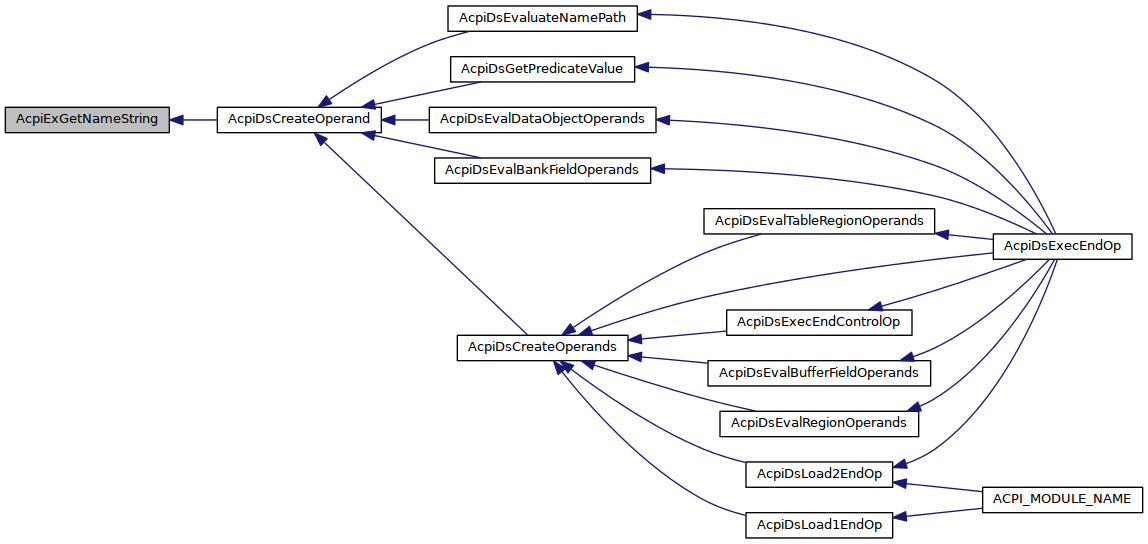 AcpiDsEvaluateNamePath
AcpiDsGetPredicateValue
AcpiExGetNameString
AcpiDsCreateOperand
AcpiDsEvalDataObjectOperands
AcpiDsEvalBankFieldOperands
AcpiDsEvalTableRegionOperands
AcpiDsExecEndOp
AcpiDsExecEndControlOp
AcpiDsCreateOperands
AcpiDsEvalBufferFieldOperands
AcpiDsEvalRegionOperands
AcpiDsLoad2EndOp
ACPI_MODULE_NAME
AcpiDsLoad1EndOp